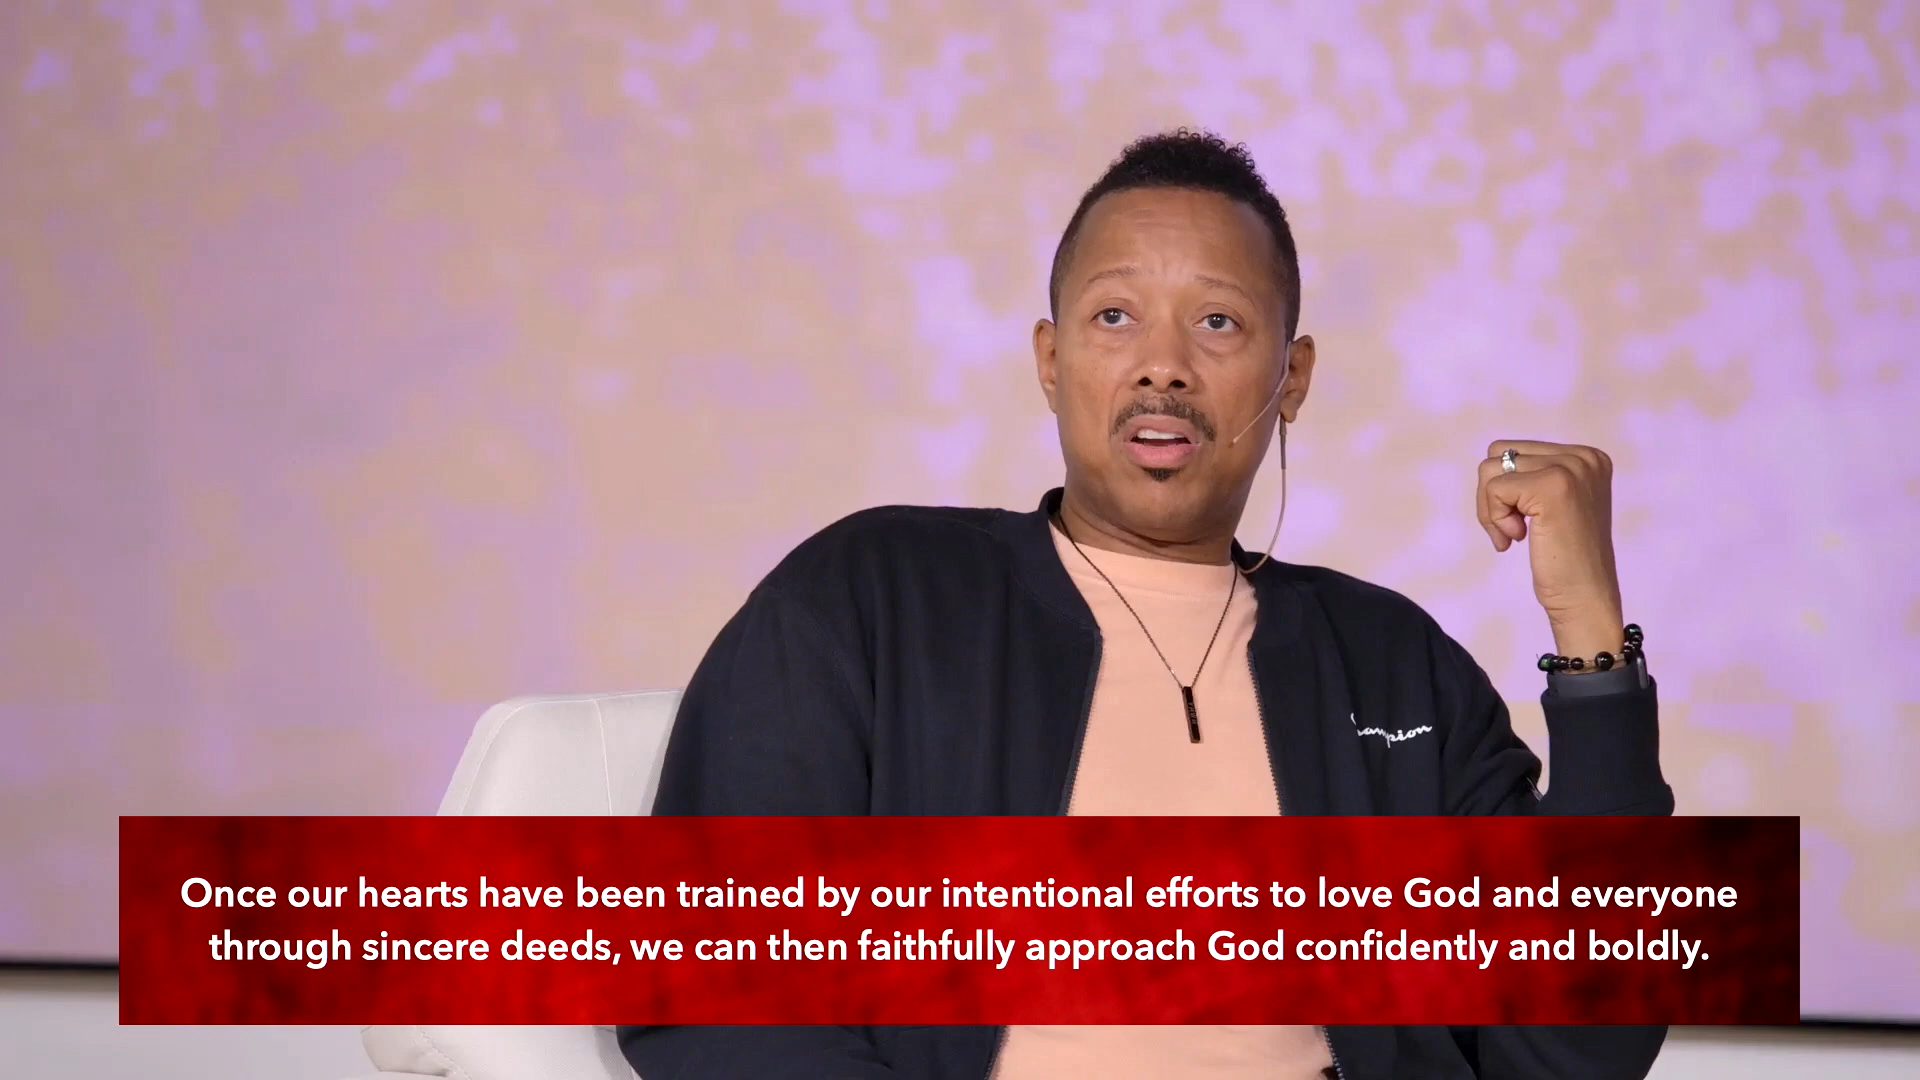 Champion
Once our hearts have been trained by our intentional efforts to love God and everyone
through sincere deeds, we can then faithfully approach God confidently and boldly.